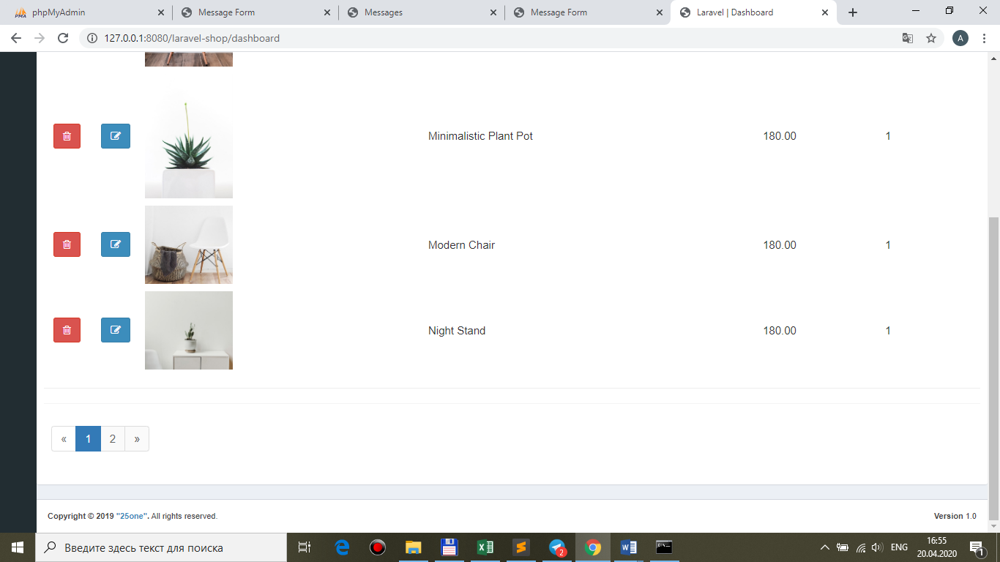 phpMyAdmin
Message Form
Messages
Message Form
Laravel | Dashboard
127.0.0.1:8080/laravel-shop/dashboard
A
Minimalistic Plant Pot 180.00 1
Modern Chair 180.00 1
Night Stand 180.00 1
« 1 2 »
Copyright © 2019 "25one". All rights reserved. Version 1.0
Введите здесь текст для поиска
2
ENG
16:55
20.04.2020
1